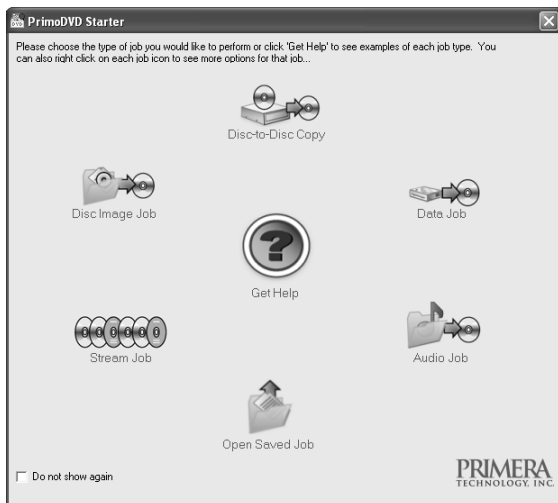 PrimoDVD Starter
Please choose the type of job you would like to perform or click 'Get Help' to see examples of each job type. You
can also right click on each job icon to see more options for that job...
Disc-to-Disc Copy
Disc Image Job
Data Job
Get Help
Stream Job
Audio Job
Open Saved Job
Do not show again
PRIMERA
TECHNOLOGY, INC.